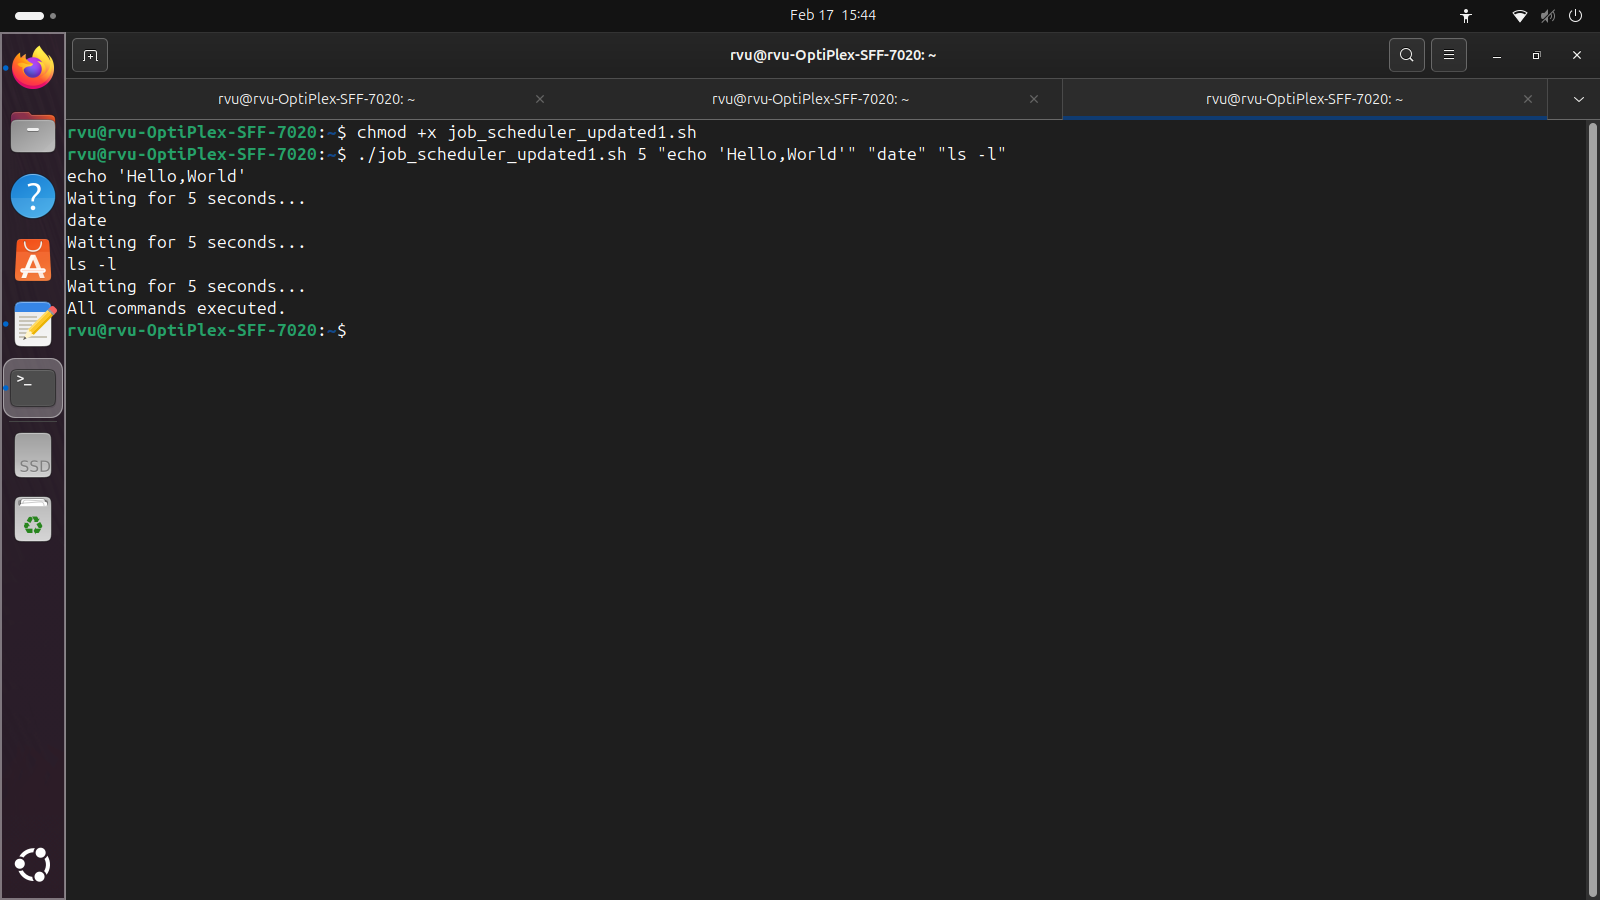 Feb 17 15:44
rvu@rvu-OptiPlex-SFF-7020: ~
rvu@rvu-OptiPlex-SFF-7020: ~
rvu@rvu-OptiPlex-SFF-7020: ~
rvu@rvu-OptiPlex-SFF-7020: ~
rvu@rvu-OptiPlex-SFF-7020:~$ chmod +x job_scheduler_updated1.sh
rvu@rvu-OptiPlex-SFF-7020:~$ ./job_scheduler_updated1.sh 5 "echo 'Hello,World'" "date" "ls -l"
echo 'Hello,World'
Waiting for 5 seconds...
date
Waiting for 5 seconds...
ls -l
Waiting for 5 seconds...
All commands executed.
rvu@rvu-OptiPlex-SFF-7020:~$
?
>_
SSD